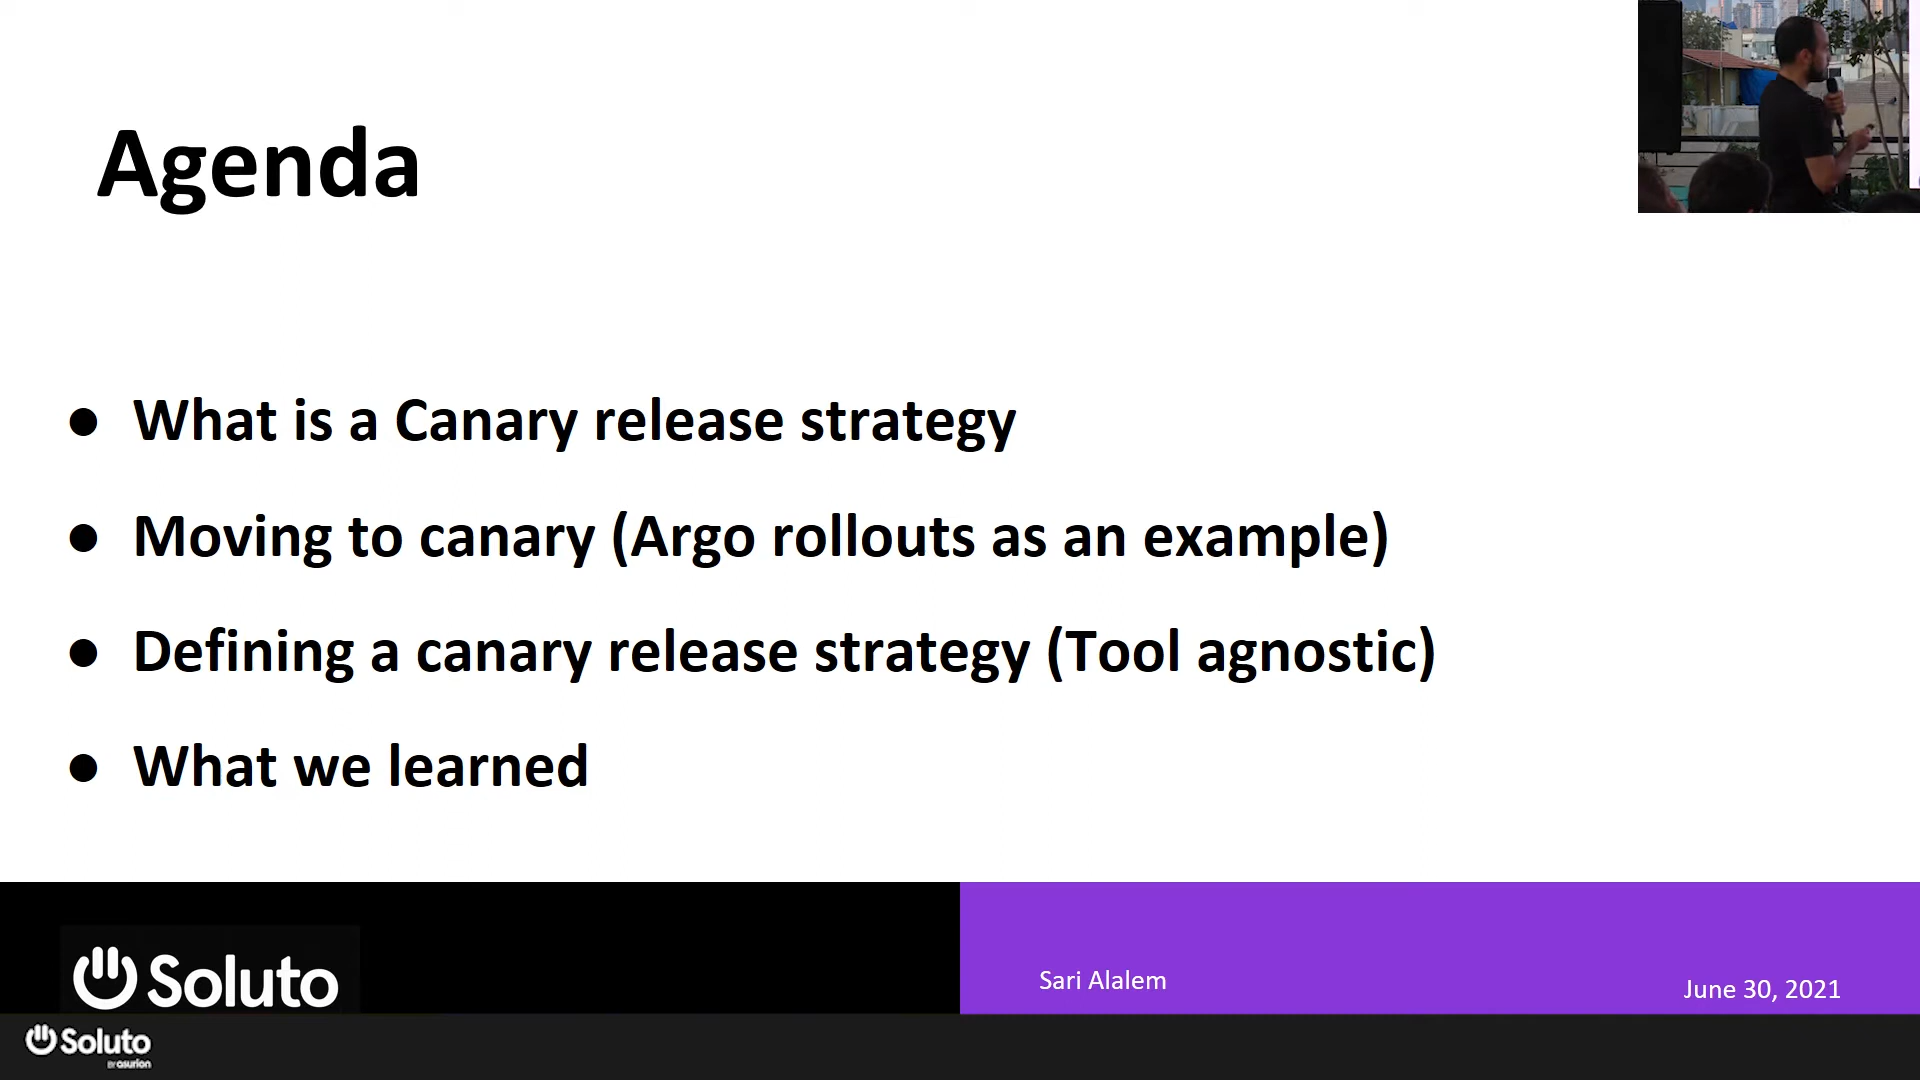 Agenda
● What is a Canary release strategy
● Moving to canary (Argo rollouts as an example)
● Defining a canary release strategy (Tool agnostic)
● What we learned
Soluto
Sari Alalem
June 30, 2021
Soluto
BY asurion